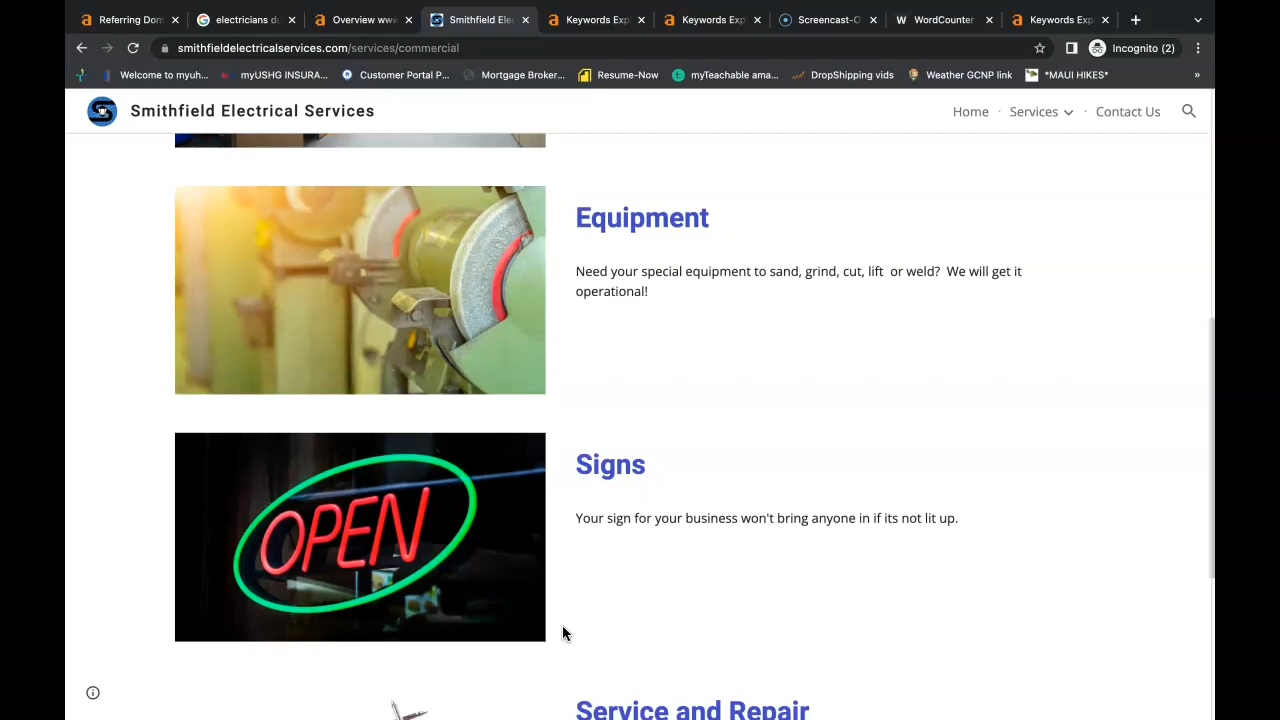 Referring Dom
electricians du
Overview www
Smithfield Elec
Keywords Exp
Keywords Exp
Screencast-O
WordCounter
Keywords Exp
smithfieldelectricalservices.com/services/commercial
Incognito (2)
Welcome to myuh...
myUSHG INSURA...
Customer Portal P...
Mortgage Broker...
Resume-Now
myTeachable ama...
DropShipping vids
Weather GCNP link
*MAUI HIKES*
»
Smithfield Electrical Services
Home · Services · Contact Us
Equipment
Need your special equipment to sand, grind, cut, lift or weld? We will get it
operational!
OPEN
Signs
Your sign for your business won't bring anyone in if its not lit up.
Service and Repair